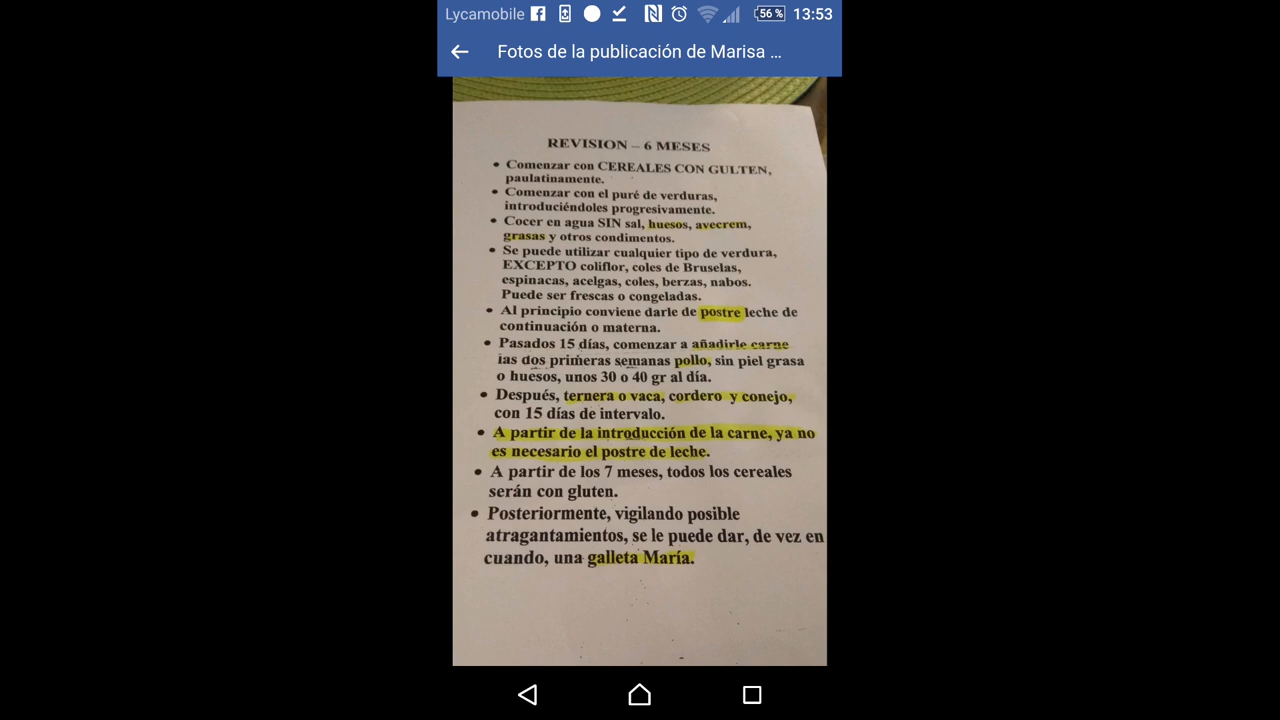 Lycamobile 56 % 13:53
Fotos de la publicación de Marisa ...
REVISION – 6 MESES
• Comenzar con CEREALES CON GULTEN,
paulatinamente.
• Comenzar con el puré de verduras,
introduciéndoles progresivamente.
• Cocer en agua SIN sal, huesos, avecrem,
grasas y otros condimentos.
• Se puede utilizar cualquier tipo de verdura,
EXCEPTO coliflor, coles de Bruselas,
espinacas, acelgas, coles, berzas, nabos.
Puede ser frescas o congeladas.
• Al principio conviene darle de postre leche de
continuación o materna.
• Pasados 15 días, comenzar a añadirle carne
las dos primeras semanas pollo, sin piel grasa
o huesos, unos 30 o 40 gr al día.
• Después, ternera o vaca, cordero y conejo,
con 15 días de intervalo.
• A partir de la introducción de la carne, ya no
es necesario el postre de leche.
• A partir de los 7 meses, todos los cereales
serán con gluten.
• Posteriormente, vigilando posible
atragantamientos, se le puede dar, de vez en
cuando, una galleta María.